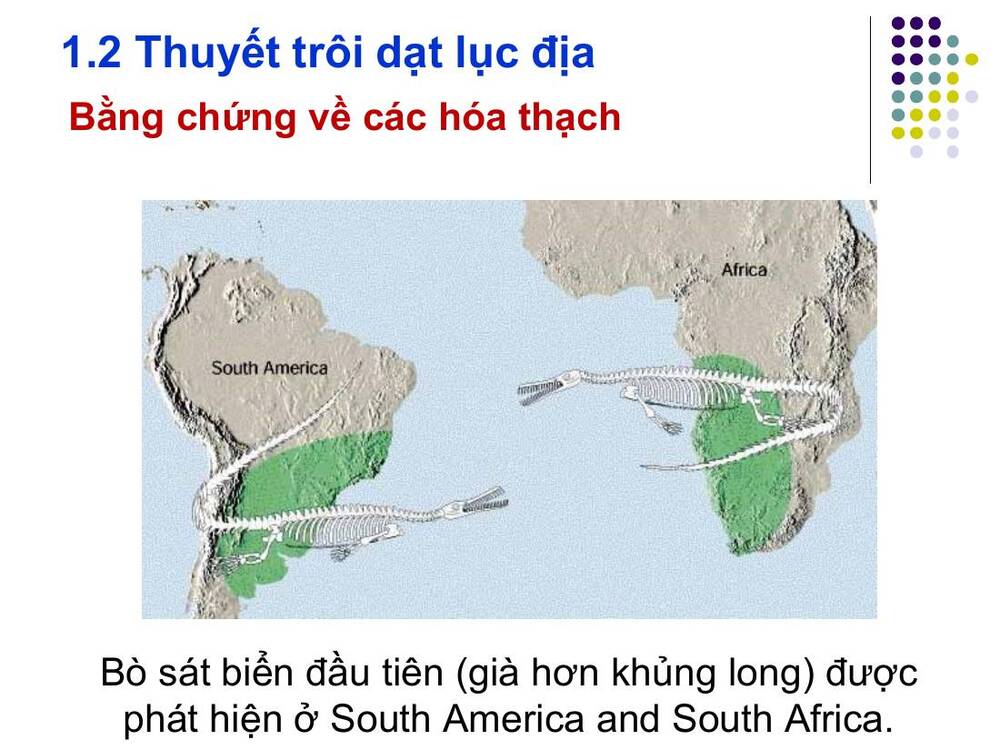 1.2 Thuyết trôi dạt lục địa
Bằng chứng về các hóa thạch
Africa
South America
Bò sát biển đầu tiên (già hơn khủng long) được
phát hiện ở South America and South Africa.